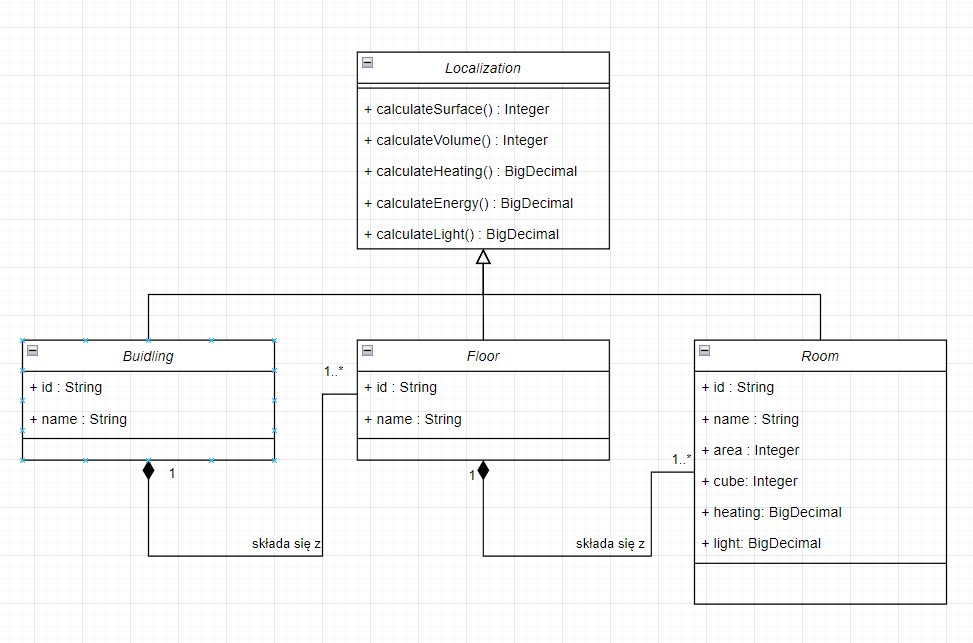 Localization
+ calculateSurface() : Integer
+ calculateVolume() : Integer
+ calculateHeating() : BigDecimal
+ calculateEnergy() : BigDecimal
+ calculateLight() : BigDecimal
Buidling
+ id : String
+ name : String
1
składa się z
1..*
Floor
+ id : String
+ name : String
1
składa się z
1..*
Room
+ id : String
+ name : String
+ area : Integer
+ cube: Integer
+ heating: BigDecimal
+ light: BigDecimal